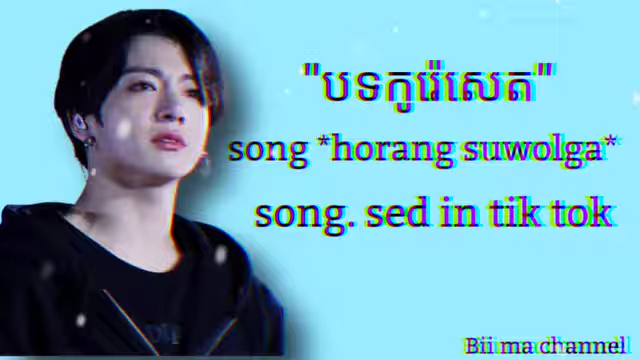 "បទកូរ៉េសេត"
song *horang suwolga*
song. sed in tik tok
Bii ma channel